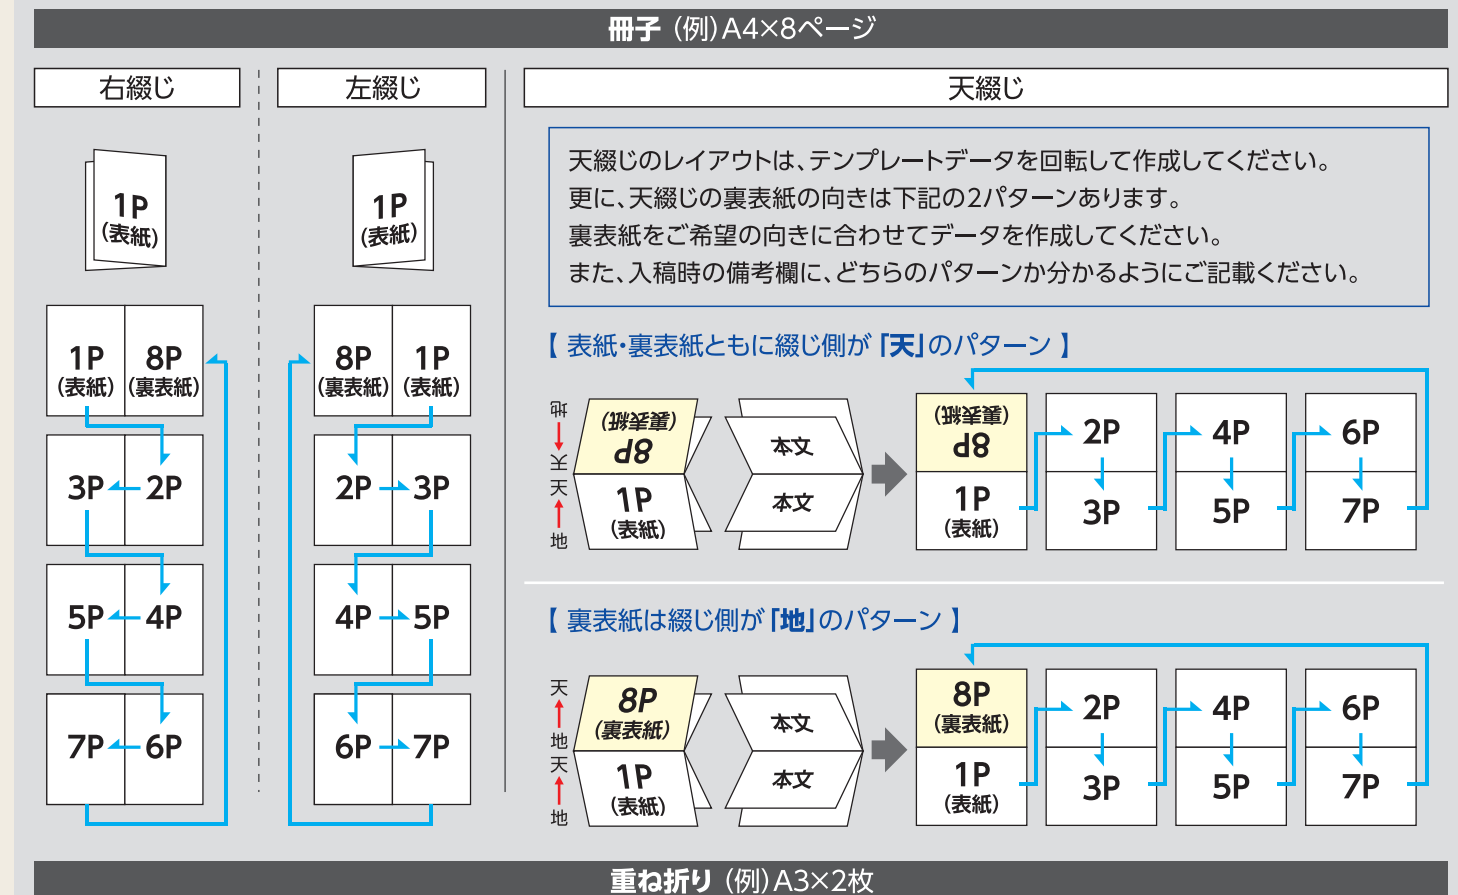 冊子（例）A4×8ページ
右綴じ
1P
（表紙）
1P
（表紙）
8P
（裏表紙）
3P
2P
5P
4P
7P
6P
左綴じ
1P
（表紙）
8P
（裏表紙）
1P
（表紙）
2P
3P
4P
5P
6P
7P
天綴じ
天綴じのレイアウトは、テンプレートデータを回転して作成してください。
更に、天綴じの裏表紙の向きは下記の2パターンあります。
裏表紙をご希望の向きに合わせてデータを作成してください。
また、入稿時の備考欄に、どちらのパターンか分かるようにご記載ください。
【 表紙・裏表紙ともに綴じ側が「天」のパターン 】
地
天
天
地
8P
（裏表紙）
1P
（表紙）
本文
本文
8P
（裏表紙）
1P
（表紙）
2P
3P
4P
5P
6P
7P
【 裏表紙は綴じ側が「地」のパターン 】
天
地
天
地
8P
（裏表紙）
1P
（表紙）
本文
本文
8P
（裏表紙）
1P
（表紙）
2P
3P
4P
5P
6P
7P
重ね折り（例）A3×2枚